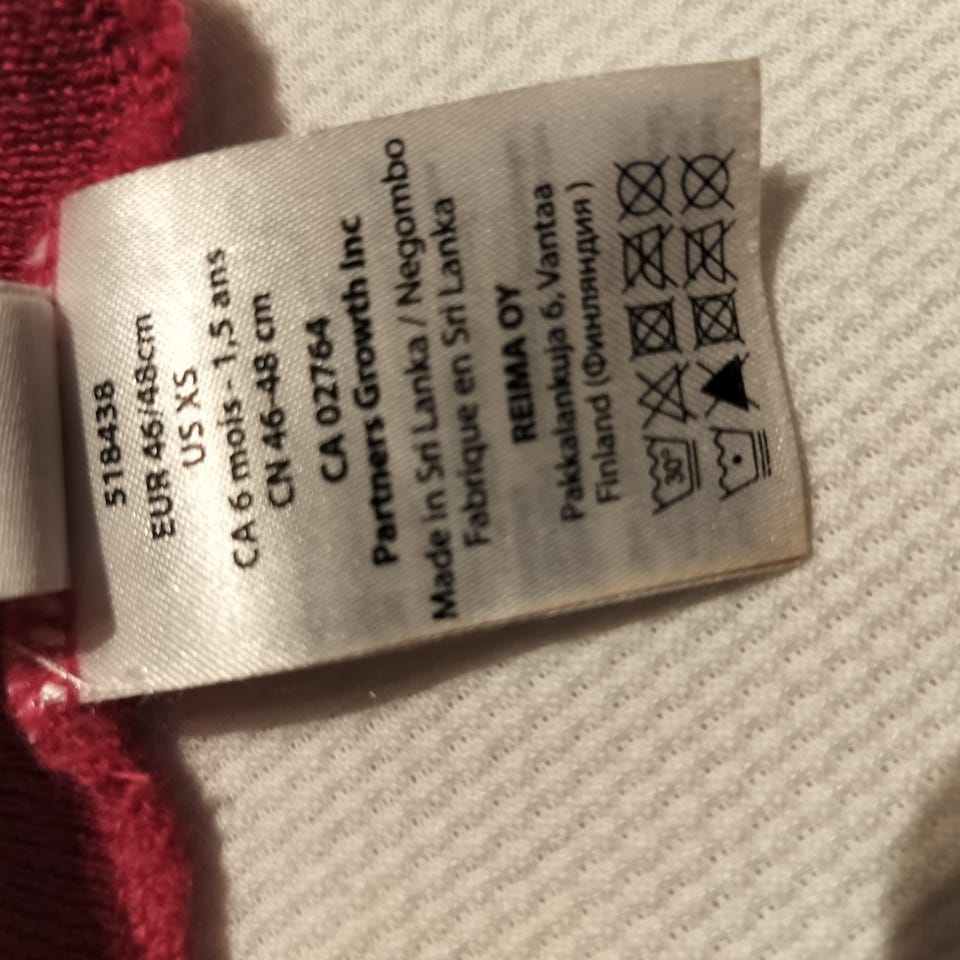 518438
EUR 46/48cm
US XS
CA 6 mois - 1,5 ans
CN 46-48 cm
CA 02764
Partners Growth Inc
Made in Sri Lanka / Negombo
Fabrique en Sri Lanka
REIMA OY
Pakkalankuja 6, Vantaa
Finland (Финляндия )
30°